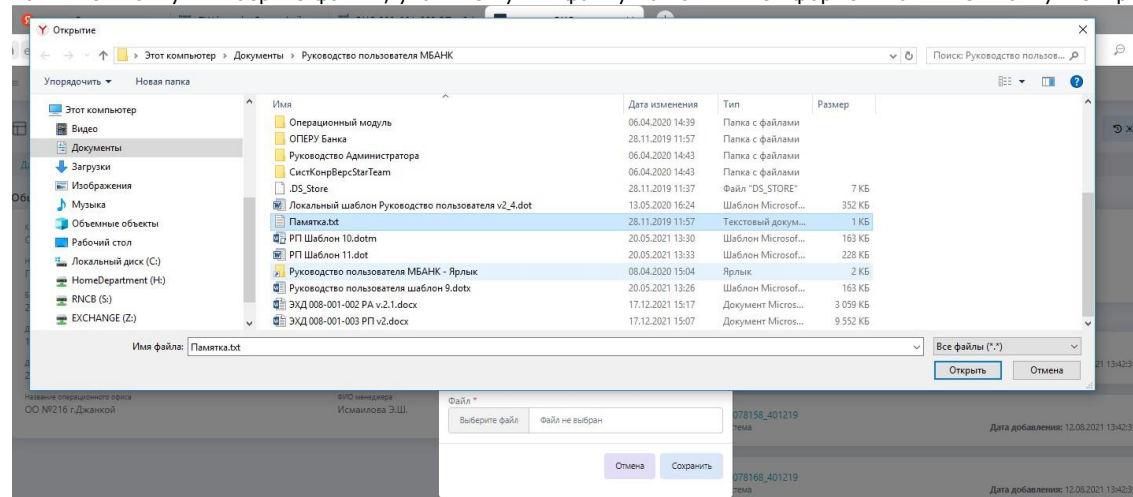 Открытие
Этот компьютер › Документы › Руководство пользователя МБАНК
Поиск: Руководство пользов...
Упорядочить Новая папка
Имя Дата изменения Тип Размер
Этот компьютер
Видео
Документы
Загрузки
Изображения
Музыка
Объемные объекты
Рабочий стол
Локальный диск (C:)
HomeDepartment (H:)
RNCB (S:)
EXCHANGE (Z:)
Операционный модуль 06.04.2020 14:39 Папка с файлами
ОПЕРУ Банка 28.11.2019 11:57 Папка с файлами
Руководство Администратора 06.04.2020 14:43 Папка с файлами
СистКонрВерсStarTeam 06.04.2020 14:43 Папка с файлами
.DS_Store 28.11.2019 11:37 Файл "DS_STORE" 7 КБ
Локальный шаблон Руководство пользователя v2_4.dot 13.05.2020 16:24 Шаблон Microsof... 352 КБ
Памятка.txt 28.11.2019 11:57 Текстовый докум... 1 КБ
РП Шаблон 10.dotm 20.05.2021 13:30 Шаблон Microsof... 163 КБ
РП Шаблон 11.dot 20.05.2021 13:33 Шаблон Microsof... 228 КБ
Руководство пользователя МБАНК - Ярлык 08.04.2020 15:04 Ярлык 2 КБ
Руководство пользователя шаблон 9.dotx 20.05.2021 13:26 Шаблон Microsof... 163 КБ
ЭХД 008-001-002 РА v.2.1.docx 17.12.2021 15:17 Документ Micros... 3 059 КБ
ЭХД 008-001-003 РП v2.docx 17.12.2021 15:07 Документ Micros... 9 552 КБ
Имя файла: Памятка.txt Все файлы (*.*)
Открыть Отмена
Название операционного офиса ФИО менеджера
ОО №216 г.Джанкой Исмаилова Э.Ш.
Файл *
Выберите файл Файл не выбран
Отмена Сохранить
078158_401219
тема Дата добавления: 12.08.2021 13:42:3
078168_401219
тема Дата добавления: 12.08.2021 13:42:3